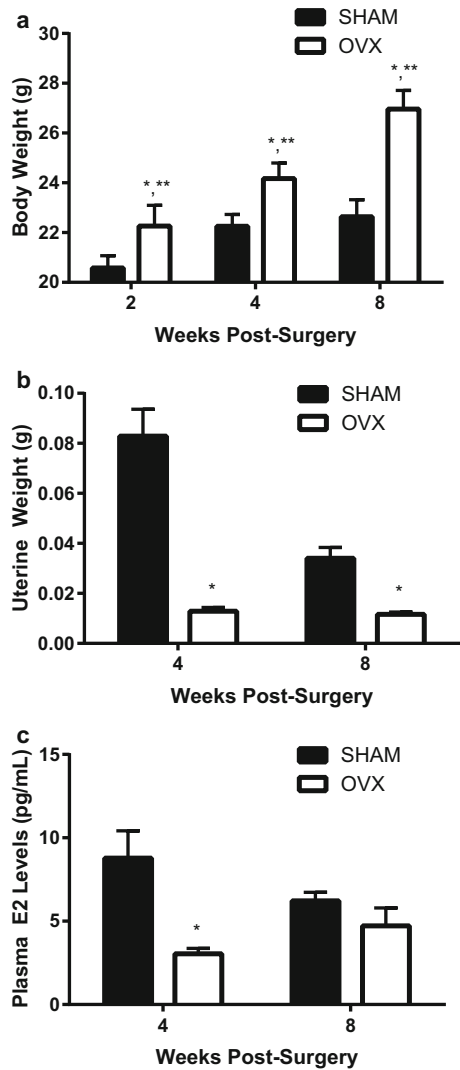 a
SHAM
OVX
Body Weight (g)
30
28
26
24
22
20
*,**
*,**
*,**
2 4 8
Weeks Post-Surgery
b
SHAM
OVX
Uterine Weight (g)
0.10
0.08
0.06
0.04
0.02
0.00
*
*
4 8
Weeks Post-Surgery
c
SHAM
OVX
Plasma E2 Levels (pg/mL)
15
10
5
0
*
4 8
Weeks Post-Surgery